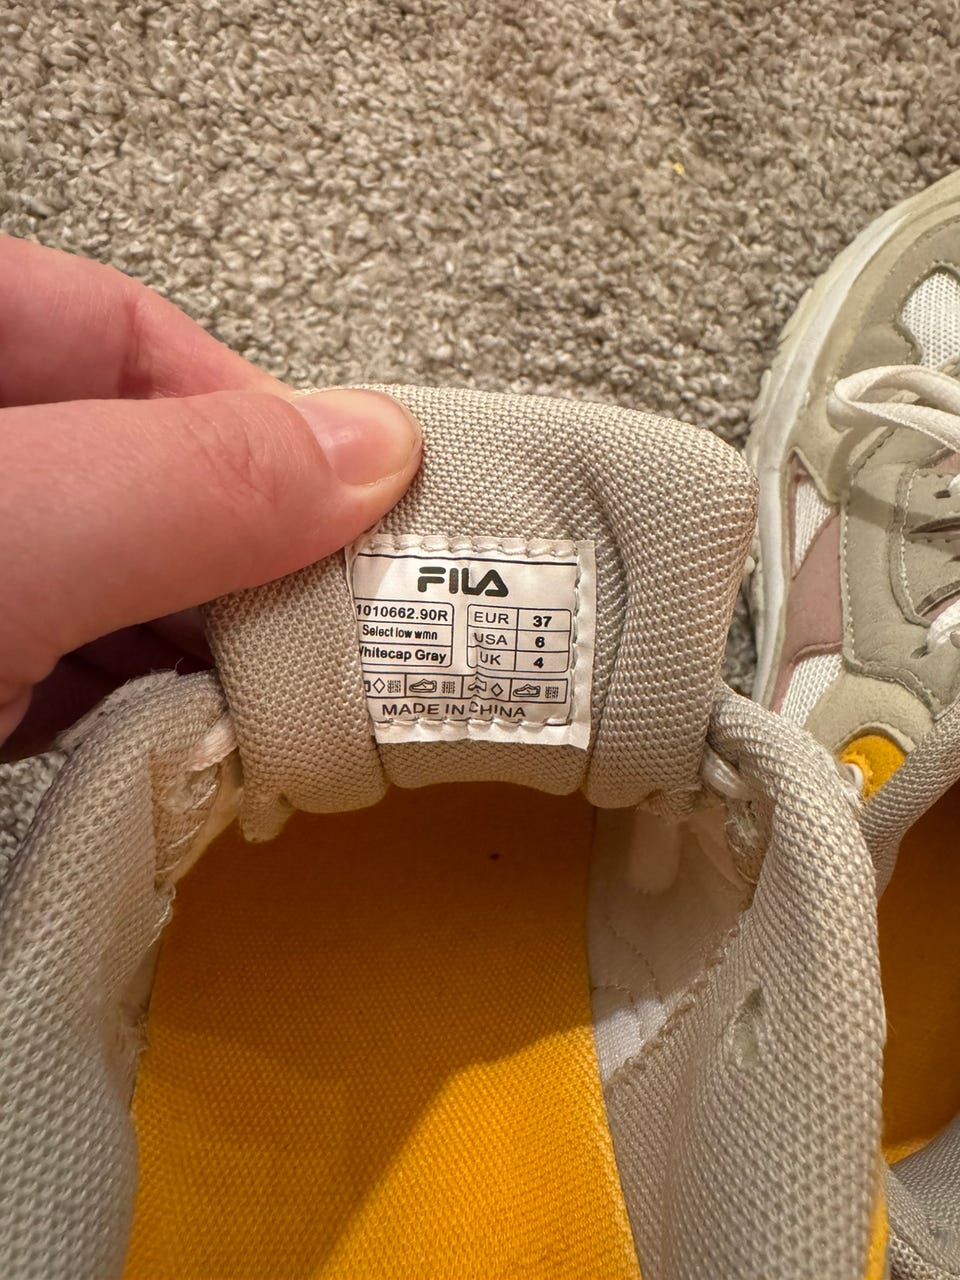 FILA
1010662.90R
Select low wmn
Whitecap Gray
EUR 37
USA 6
UK 4
MADE IN CHINA